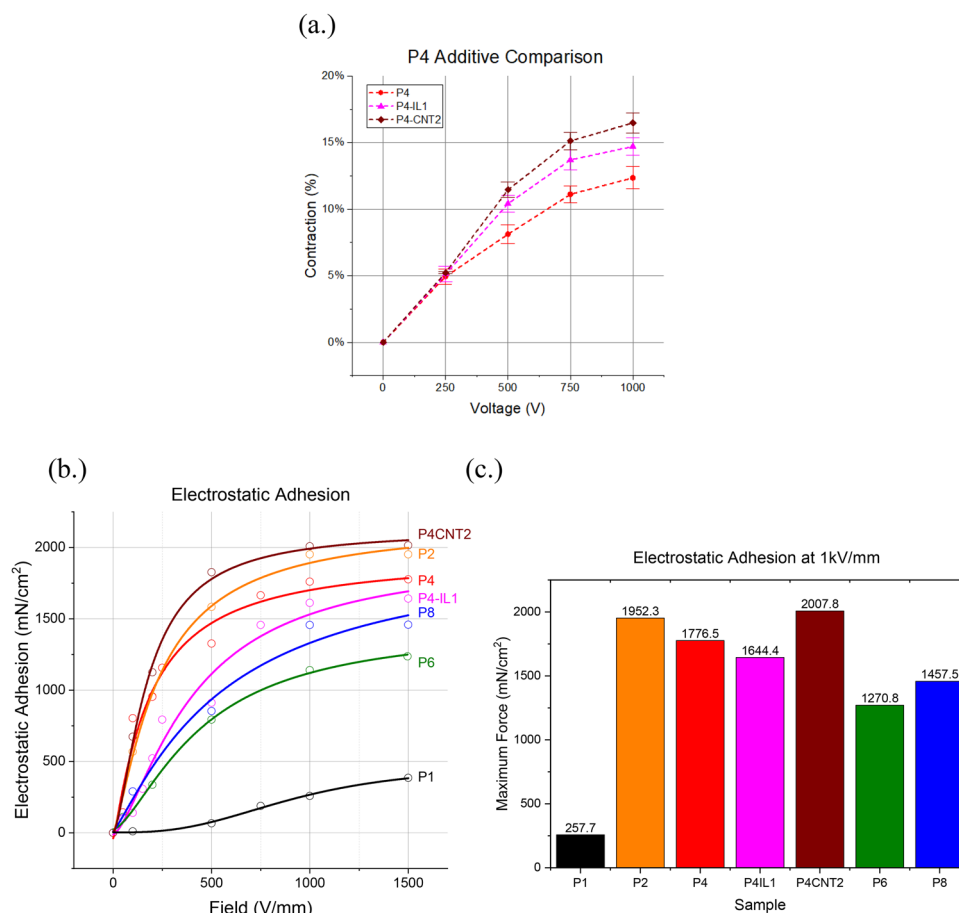 (a.)
P4 Additive Comparison
20%
15%
10%
5%
0%
Contraction (%)
P4
P4-IL1
P4-CNT2
0 250 500 750 1000
Voltage (V)
(b.)
Electrostatic Adhesion
2000
1500
1000
500
0
Electrostatic Adhesion (mN/cm²)
P4CNT2
P2
P4
P4-IL1
P8
P6
P1
0 500 1000 1500
Field (V/mm)
(c.)
Electrostatic Adhesion at 1kV/mm
2000
1500
1000
500
0
Maximum Force (mN/cm²)
257.7
1952.3
1776.5
1644.4
2007.8
1270.8
1457.5
P1 P2 P4 P4IL1 P4CNT2 P6 P8
Sample